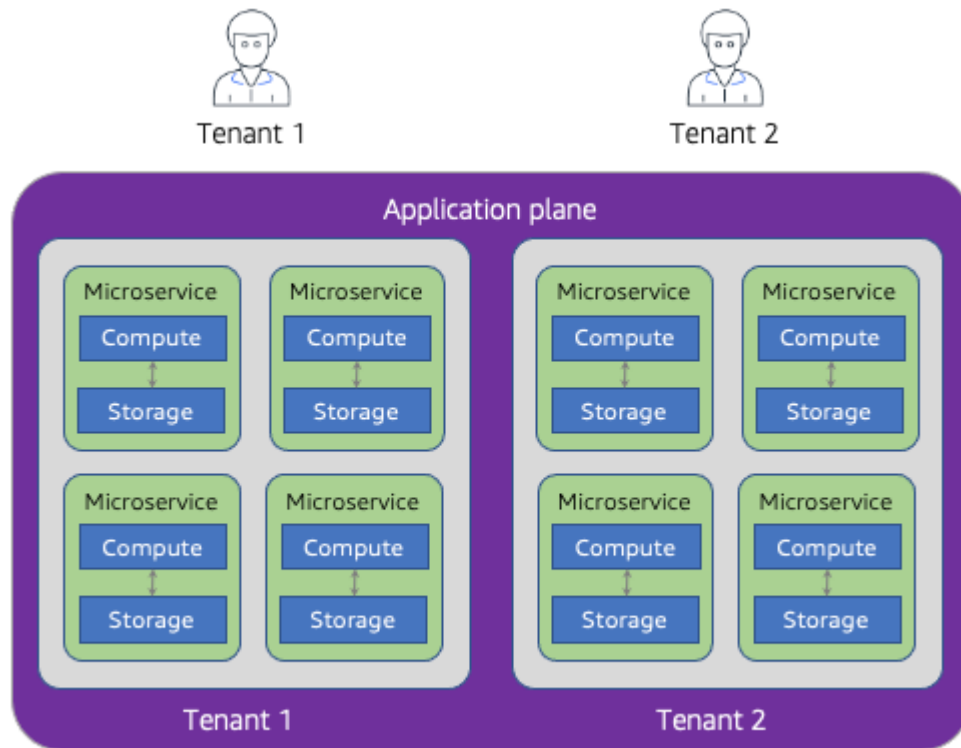 Tenant 1
Tenant 2
Application plane
Microservice
Compute
Storage
Microservice
Compute
Storage
Microservice
Compute
Storage
Microservice
Compute
Storage
Tenant 1
Microservice
Compute
Storage
Microservice
Compute
Storage
Microservice
Compute
Storage
Microservice
Compute
Storage
Tenant 2